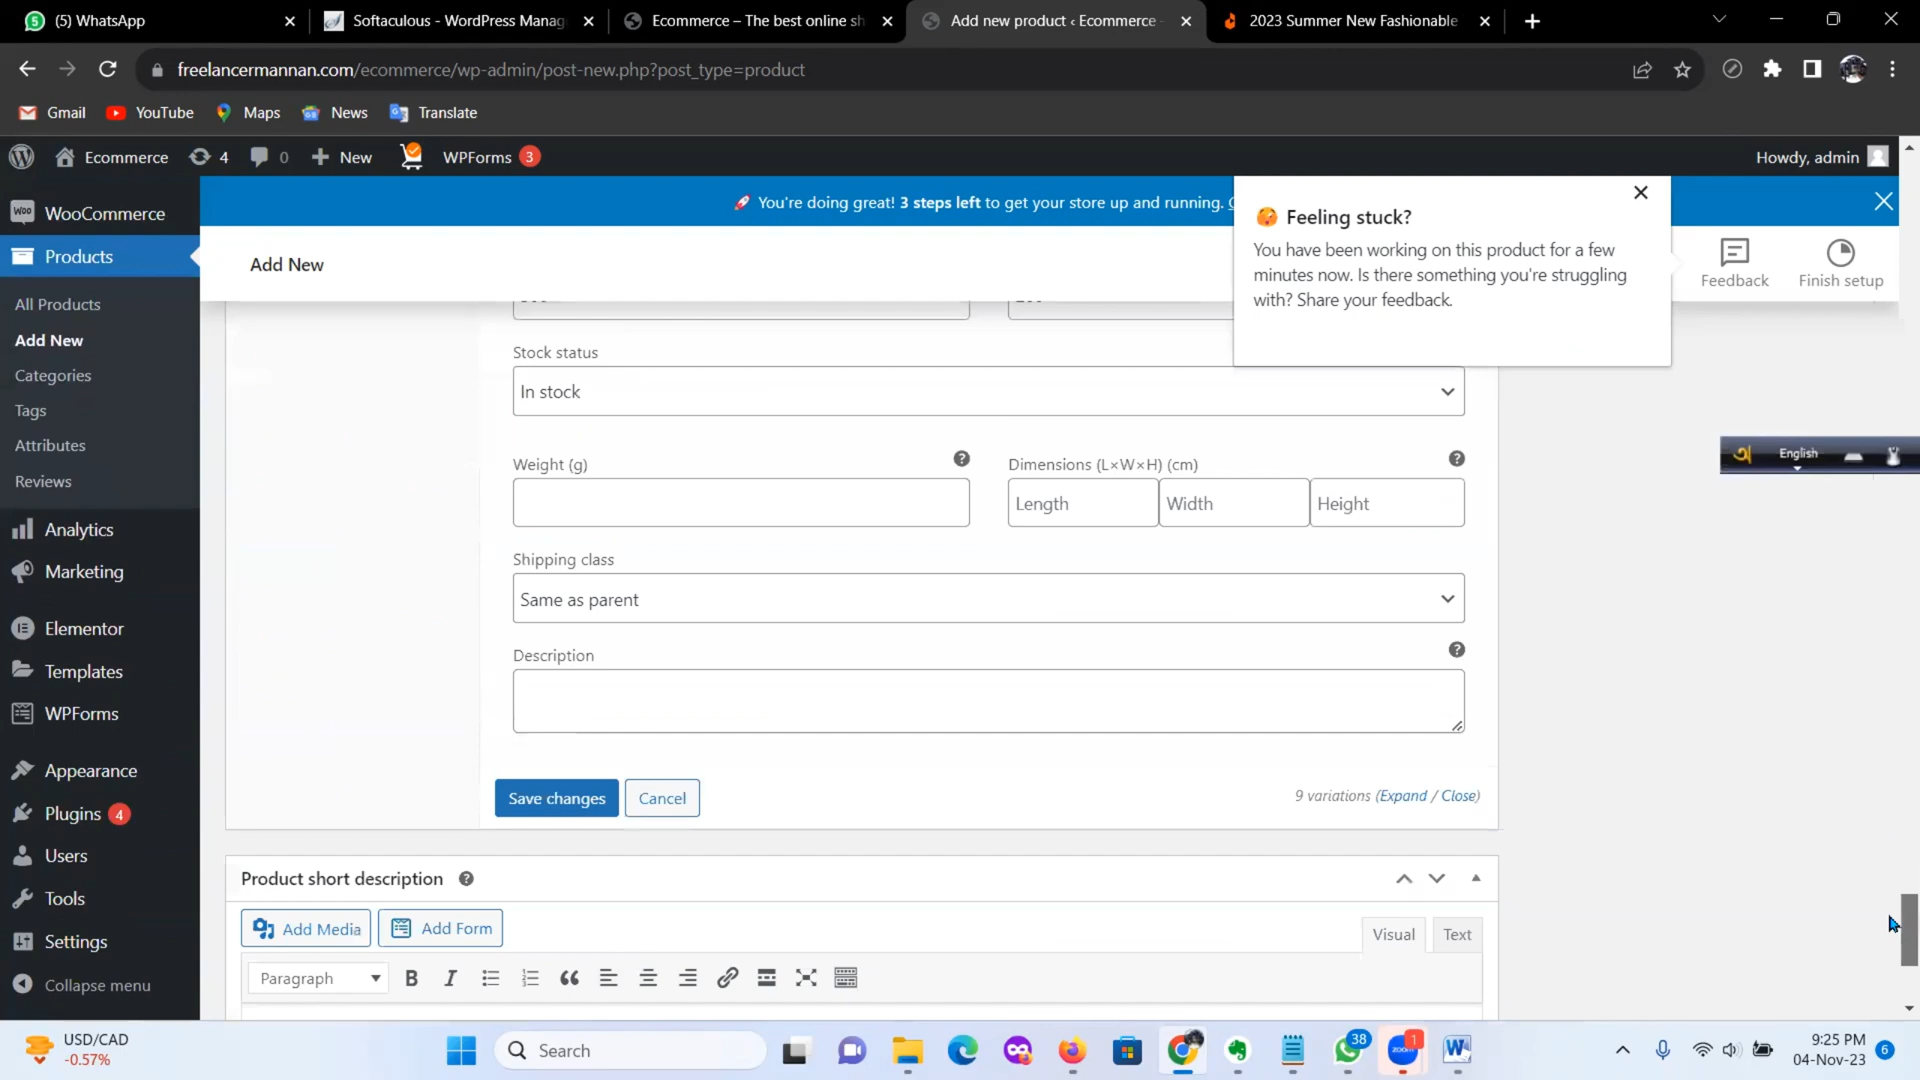 (5) WhatsApp
Softaculous - WordPress Manag
Ecommerce – The best online sh
Add new product ‹ Ecommerce -
2023 Summer New Fashionable
freelancermannan.com/ecommerce/wp-admin/post-new.php?post_type=product
Gmail
YouTube
Maps
News
Translate
Ecommerce
4
0
New
WPForms 3
Howdy, admin
🚀 You're doing great! 3 steps left to get your store up and running.
Woo WooCommerce
Products
All Products
Add New
Categories
Tags
Attributes
Reviews
Analytics
Marketing
Elementor
Templates
WPForms
Appearance
Plugins 4
Users
Tools
Settings
Collapse menu
Add New
Feeling stuck?
You have been working on this product for a few
minutes now. Is there something you're struggling
with? Share your feedback.
Feedback
Finish setup
অ English
Stock status
In stock
Weight (g)
Dimensions (L×W×H) (cm)
Length
Width
Height
Shipping class
Same as parent
Description
Save changes
Cancel
9 variations (Expand / Close)
Product short description
Add Media
Add Form
Visual
Text
Paragraph
B
I
USD/CAD
-0.57%
Search
38
1
zoom
W
9:25 PM
04-Nov-23
6